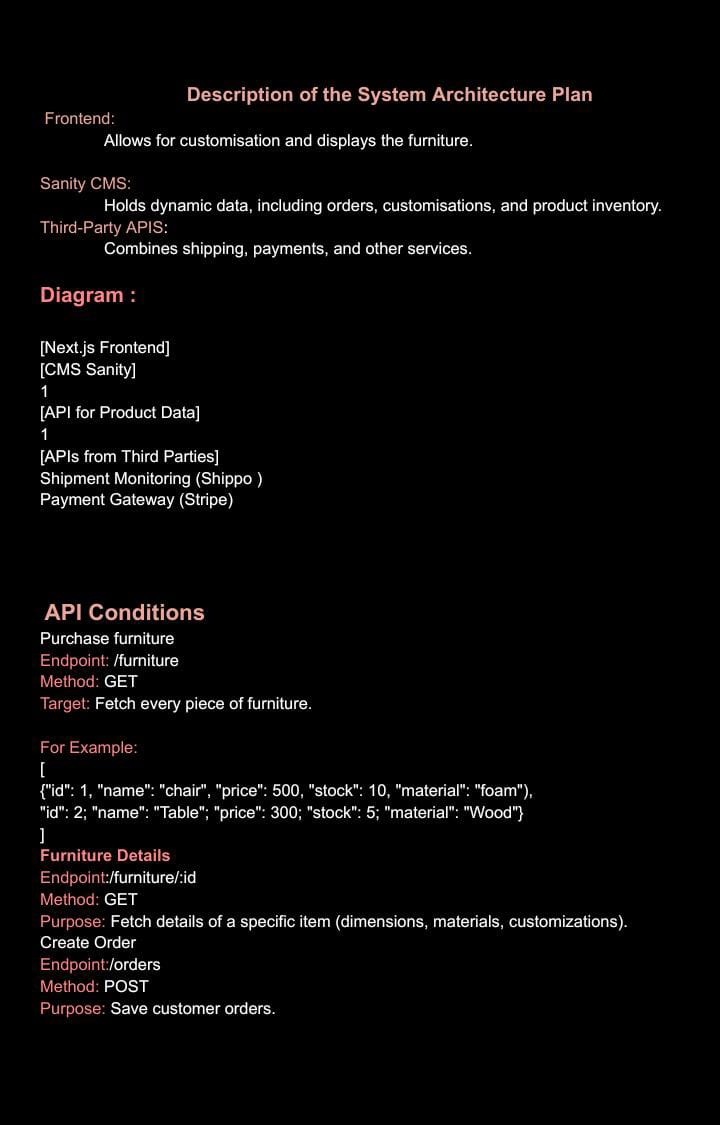 Description of the System Architecture Plan
Frontend:
Allows for customisation and displays the furniture.
Sanity CMS:
Holds dynamic data, including orders, customisations, and product inventory.
Third-Party APIS:
Combines shipping, payments, and other services.
Diagram :
[Next.js Frontend]
[CMS Sanity]
1
[API for Product Data]
1
[APIs from Third Parties]
Shipment Monitoring (Shippo )
Payment Gateway (Stripe)
API Conditions
Purchase furniture
Endpoint: /furniture
Method: GET
Target: Fetch every piece of furniture.
For Example:
[
{"id": 1, "name": "chair", "price": 500, "stock": 10, "material": "foam"),
"id": 2; "name": "Table"; "price": 300; "stock": 5; "material": "Wood"}
]
Furniture Details
Endpoint:/furniture/:id
Method: GET
Purpose: Fetch details of a specific item (dimensions, materials, customizations).
Create Order
Endpoint:/orders
Method: POST
Purpose: Save customer orders.